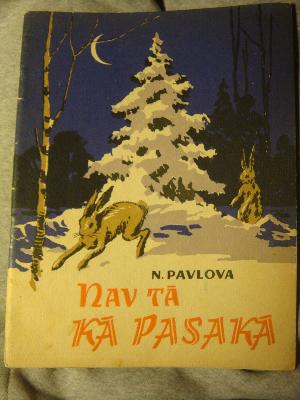 N. PAVLOVA
NAV TĀ
KĀ PASAKĀ